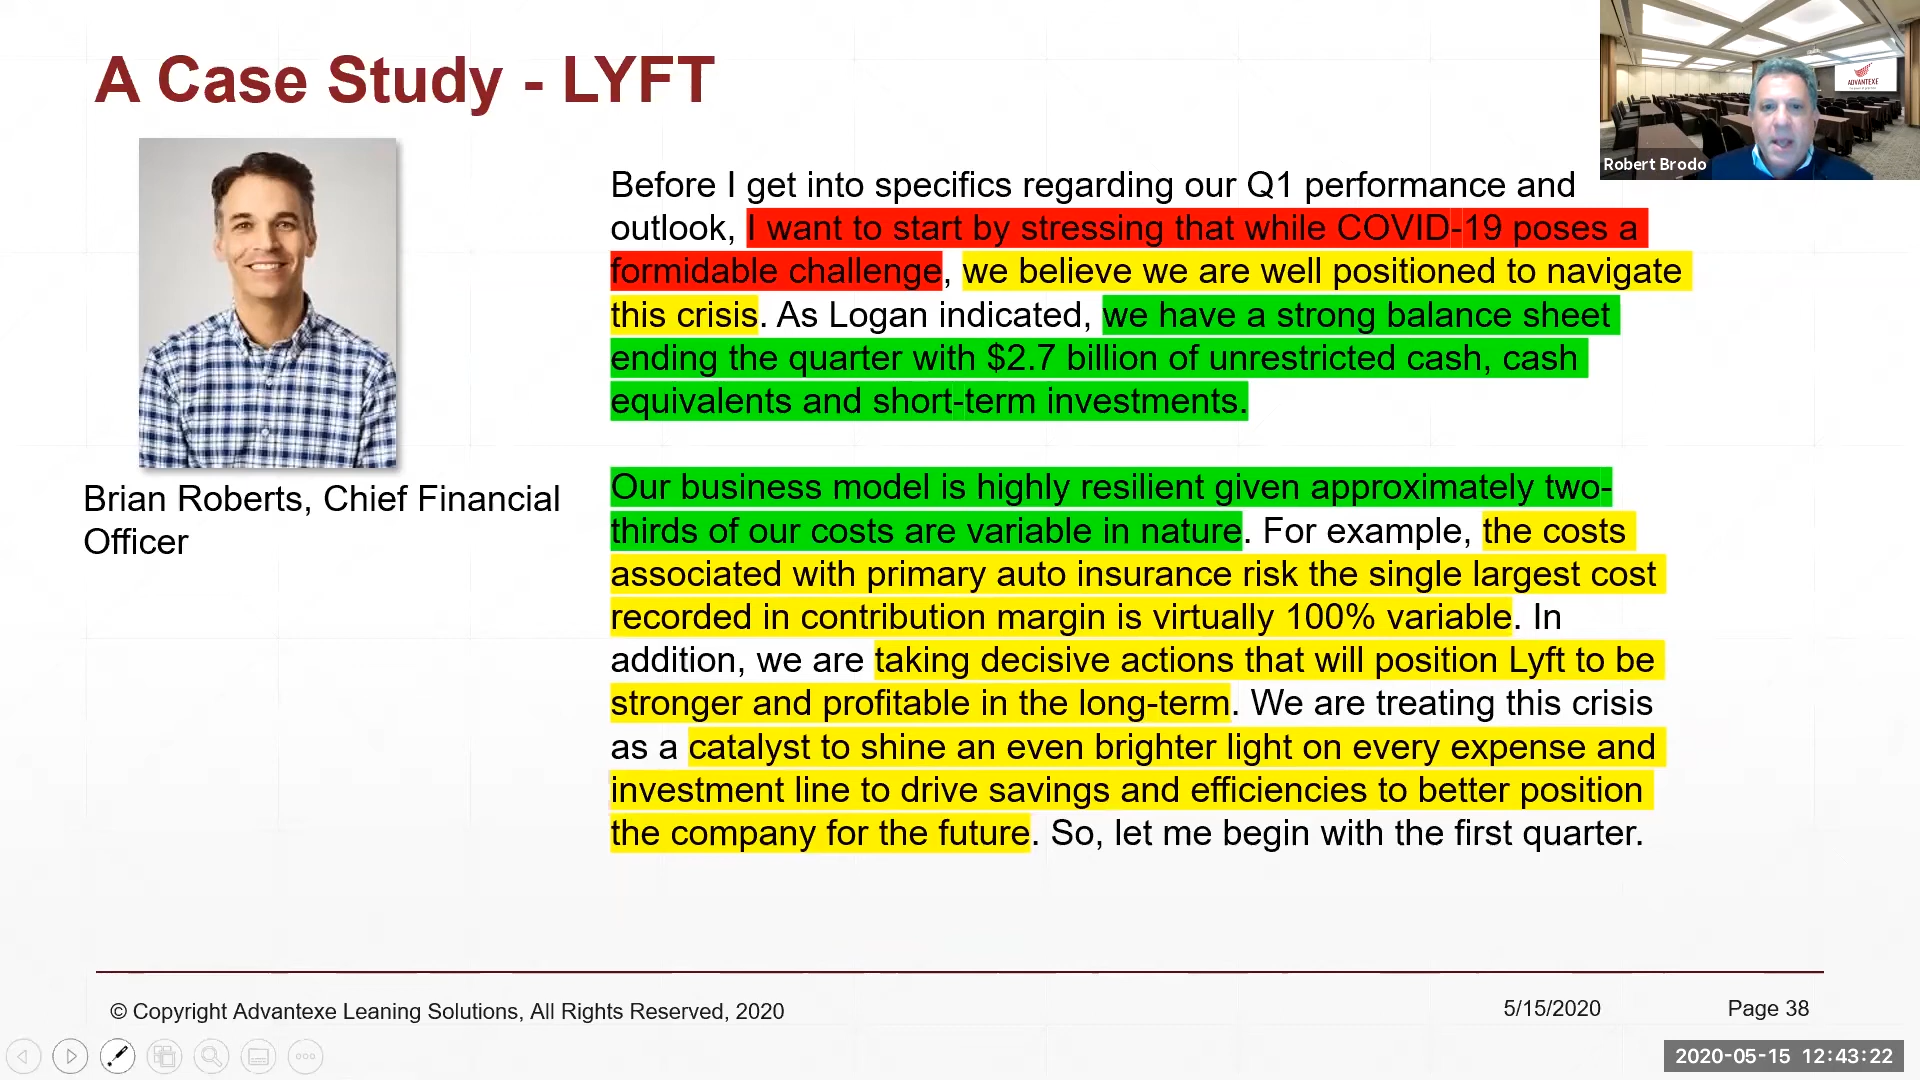 A Case Study - LYFT
ADVANTEXE
Robert Brodo
Before I get into specifics regarding our Q1 performance and
outlook, I want to start by stressing that while COVID-19 poses a
formidable challenge, we believe we are well positioned to navigate
this crisis. As Logan indicated, we have a strong balance sheet
ending the quarter with $2.7 billion of unrestricted cash, cash
equivalents and short-term investments.
Our business model is highly resilient given approximately two-
thirds of our costs are variable in nature. For example, the costs
associated with primary auto insurance risk the single largest cost
recorded in contribution margin is virtually 100% variable. In
addition, we are taking decisive actions that will position Lyft to be
stronger and profitable in the long-term. We are treating this crisis
as a catalyst to shine an even brighter light on every expense and
investment line to drive savings and efficiencies to better position
the company for the future. So, let me begin with the first quarter.
Brian Roberts, Chief Financial
Officer
© Copyright Advantexe Leaning Solutions, All Rights Reserved, 2020
5/15/2020
Page 38
2020-05-15 12:43:22